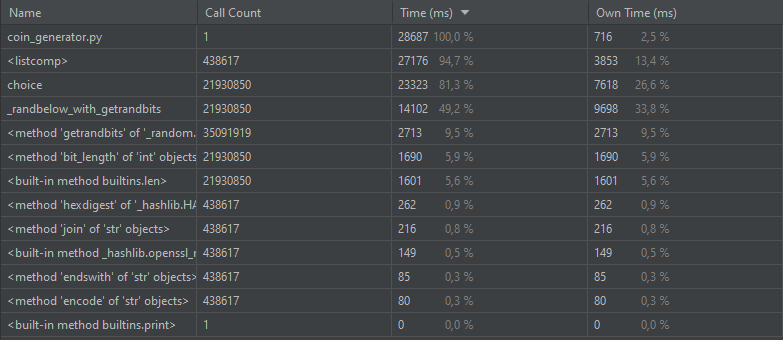 Name Call Count Time (ms) Own Time (ms)
coin_generator.py 1 28687 100,0 % 716 2,5 %
<listcomp> 438617 27176 94,7 % 3853 13,4 %
choice 21930850 23323 81,3 % 7618 26,6 %
_randbelow_with_getrandbits 21930850 14102 49,2 % 9698 33,8 %
<method 'getrandbits' of '_random. 35091919 2713 9,5 % 2713 9,5 %
<method 'bit_length' of 'int' objects 21930850 1690 5,9 % 1690 5,9 %
<built-in method builtins.len> 21930850 1601 5,6 % 1601 5,6 %
<method 'hexdigest' of '_hashlib.HA 438617 262 0,9 % 262 0,9 %
<method 'join' of 'str' objects> 438617 216 0,8 % 216 0,8 %
<built-in method _hashlib.openssl_r 438617 149 0,5 % 149 0,5 %
<method 'endswith' of 'str' objects> 438617 85 0,3 % 85 0,3 %
<method 'encode' of 'str' objects> 438617 80 0,3 % 80 0,3 %
<built-in method builtins.print> 1 0 0,0 % 0 0,0 %